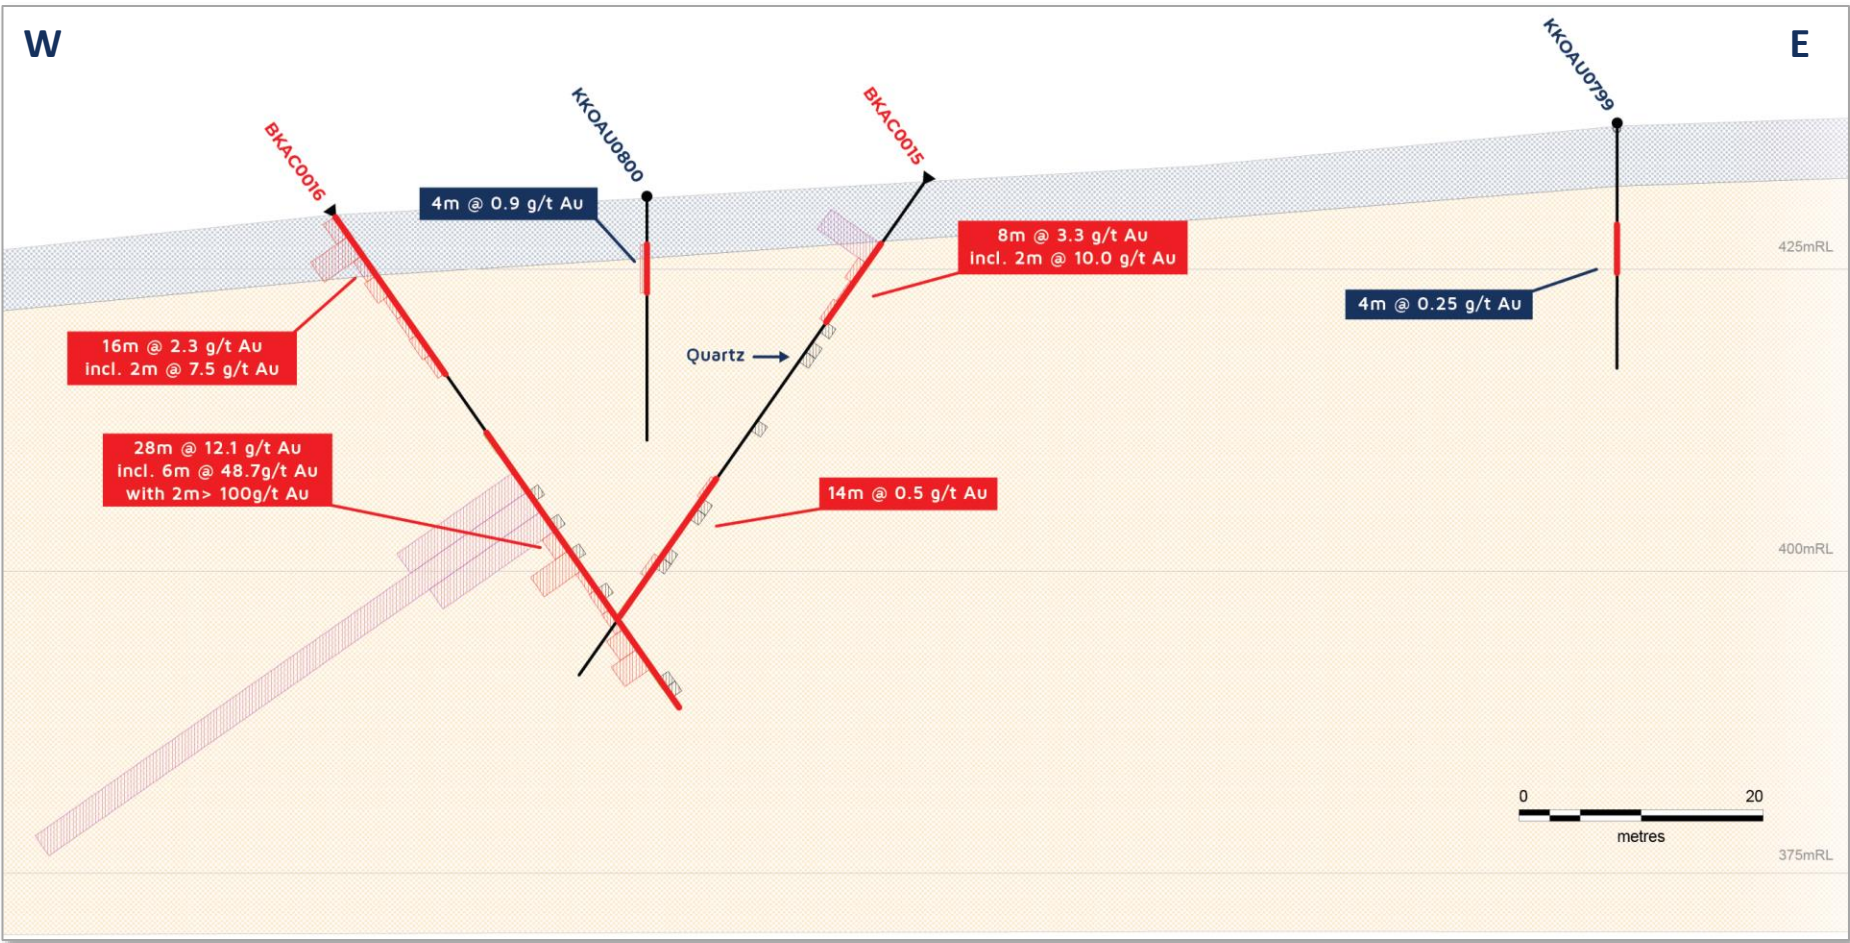 W
E
KKOAU0799
KKOAU0800
BKAC0015
BKAC0016
4m @ 0.9 g/t Au
8m @ 3.3 g/t Au
incl. 2m @ 10.0 g/t Au
425mRL
4m @ 0.25 g/t Au
16m @ 2.3 g/t Au
incl. 2m @ 7.5 g/t Au
Quartz
28m @ 12.1 g/t Au
incl. 6m @ 48.7g/t Au
with 2m> 100g/t Au
14m @ 0.5 g/t Au
400mRL
0 20
metres
375mRL